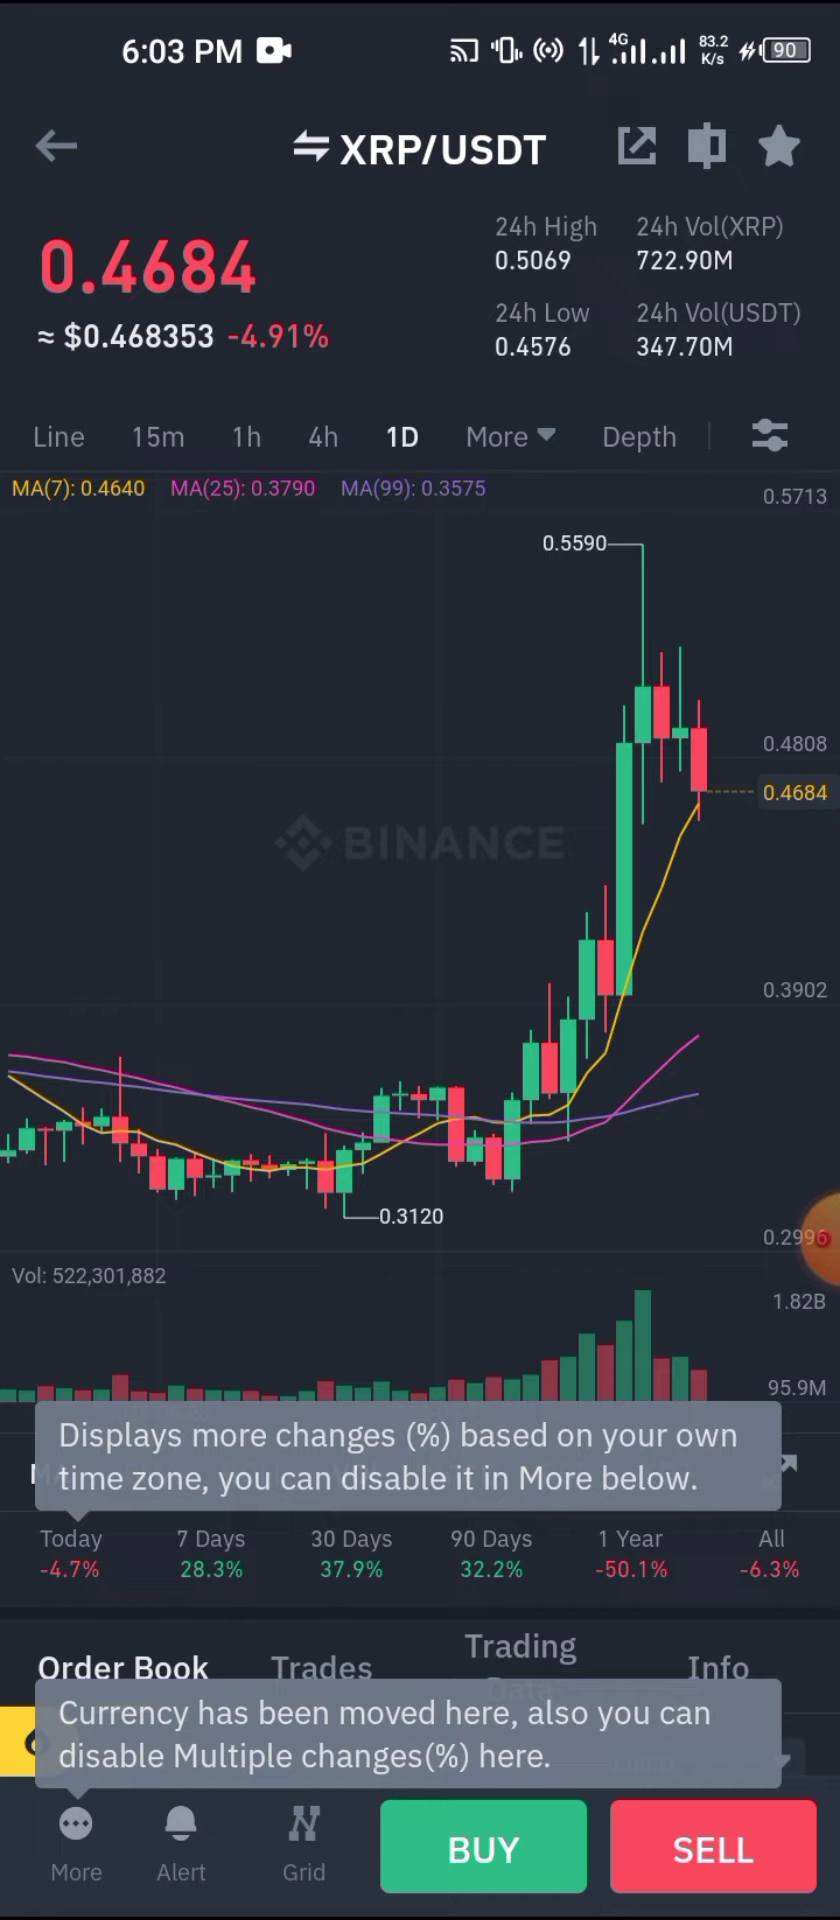 6:03 PM
4G 83.2 K/s 90
XRP/USDT
0.4684
≈ $0.468353 -4.91%
24h High 24h Vol(XRP)
0.5069 722.90M
24h Low 24h Vol(USDT)
0.4576 347.70M
Line 15m 1h 4h 1D More Depth
MA(7): 0.4640 MA(25): 0.3790 MA(99): 0.3575
0.5713
0.5590
0.4808
0.4684
BINANCE
0.3902
0.3120
0.2996
Vol: 522,301,882
1.82B
95.9M
Displays more changes (%) based on your own
time zone, you can disable it in More below.
Today 7 Days 30 Days 90 Days 1 Year All
-4.7% 28.3% 37.9% 32.2% -50.1% -6.3%
Order Book Trades Trading Data Info
Currency has been moved here, also you can
disable Multiple changes(%) here.
More Alert Grid BUY SELL